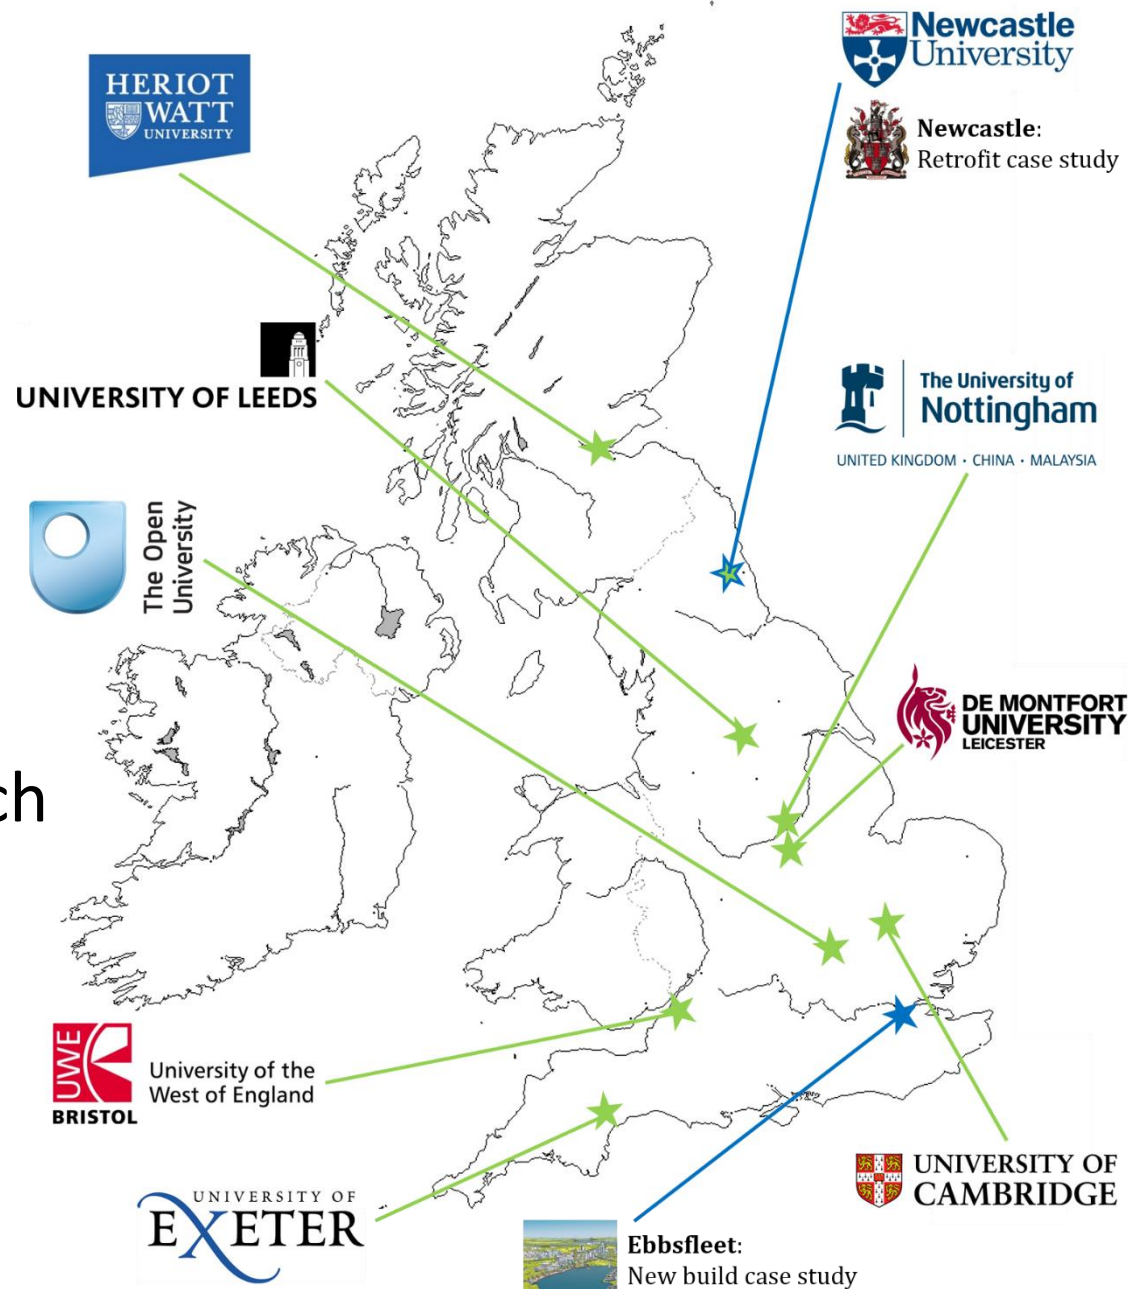 Newcastle
University
HERIOT
WATT
UNIVERSITY
Newcastle:
Retrofit case study
UNIVERSITY OF LEEDS
The University of
Nottingham
UNITED KINGDOM · CHINA · MALAYSIA
The Open
University
DE MONTFORT
UNIVERSITY
LEICESTER
ch
UWE
BRISTOL
University of the
West of England
UNIVERSITY OF
CAMBRIDGE
UNIVERSITY OF
EXETER
Ebbsfleet:
New build case study